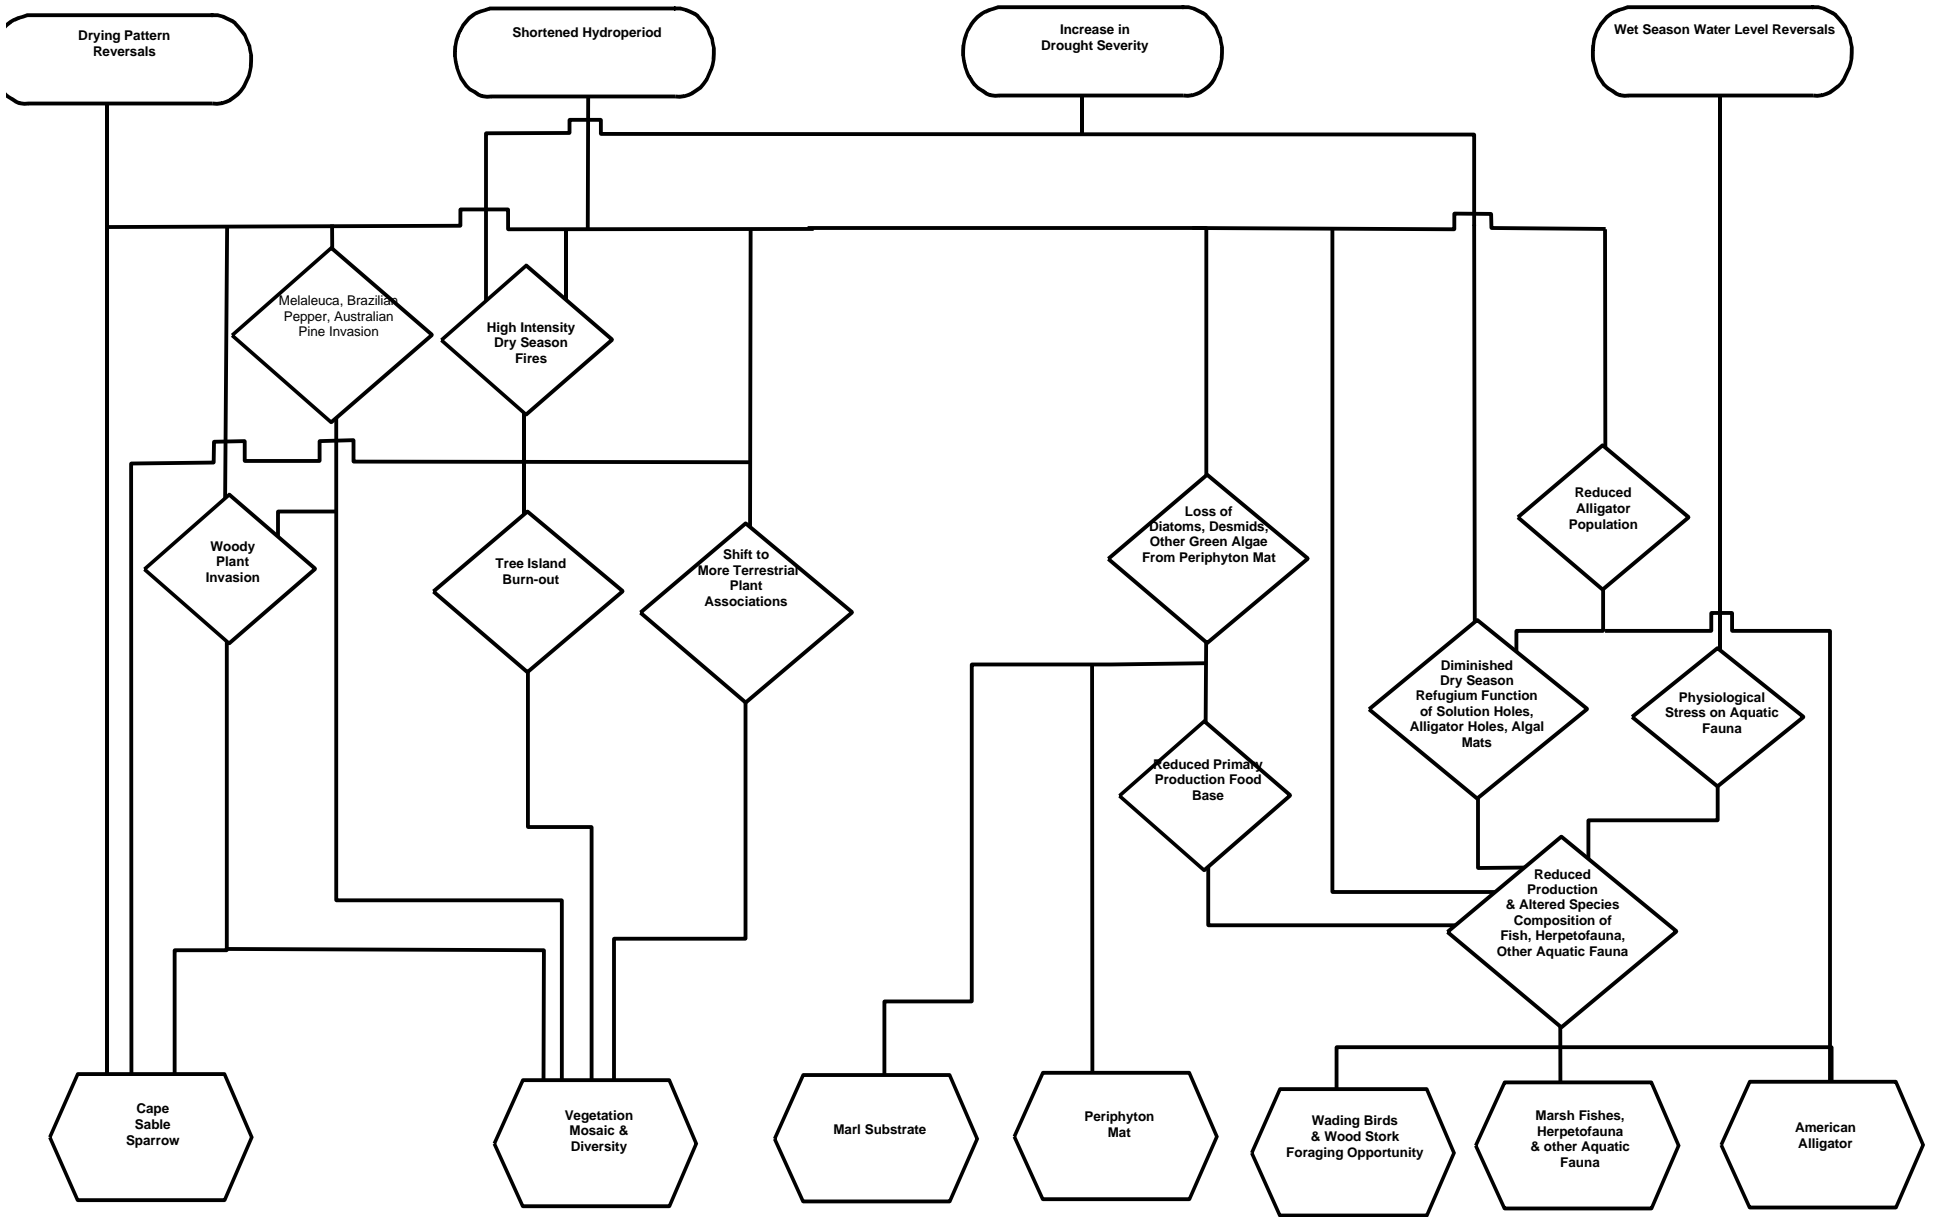 Drying Pattern
Reversals
Shortened Hydroperiod
Increase in
Drought Severity
Wet Season Water Level Reversals
Melaleuca, Brazilian
Pepper, Australian
Pine Invasion
High Intensity
Dry Season
Fires
Woody
Plant
Invasion
Tree Island
Burn-out
Shift to
More Terrestrial
Plant
Associations
Loss of
Diatoms, Desmids,
Other Green Algae
From Periphyton Mat
Reduced
Alligator
Population
Diminished
Dry Season
Refugium Function
of Solution Holes,
Alligator Holes, Algal
Mats
Physiological
Stress on Aquatic
Fauna
Reduced Primary
Production Food
Base
Reduced
Production
& Altered Species
Composition of
Fish, Herpetofauna,
Other Aquatic Fauna
Cape
Sable
Sparrow
Vegetation
Mosaic &
Diversity
Marl Substrate
Periphyton
Mat
Wading Birds
& Wood Stork
Foraging Opportunity
Marsh Fishes,
Herpetofauna
& other Aquatic
Fauna
American
Alligator